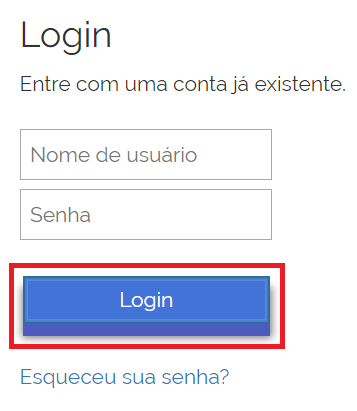 Login
Entre com uma conta já existente.
Nome de usuário
Senha
Login
Esqueceu sua senha?